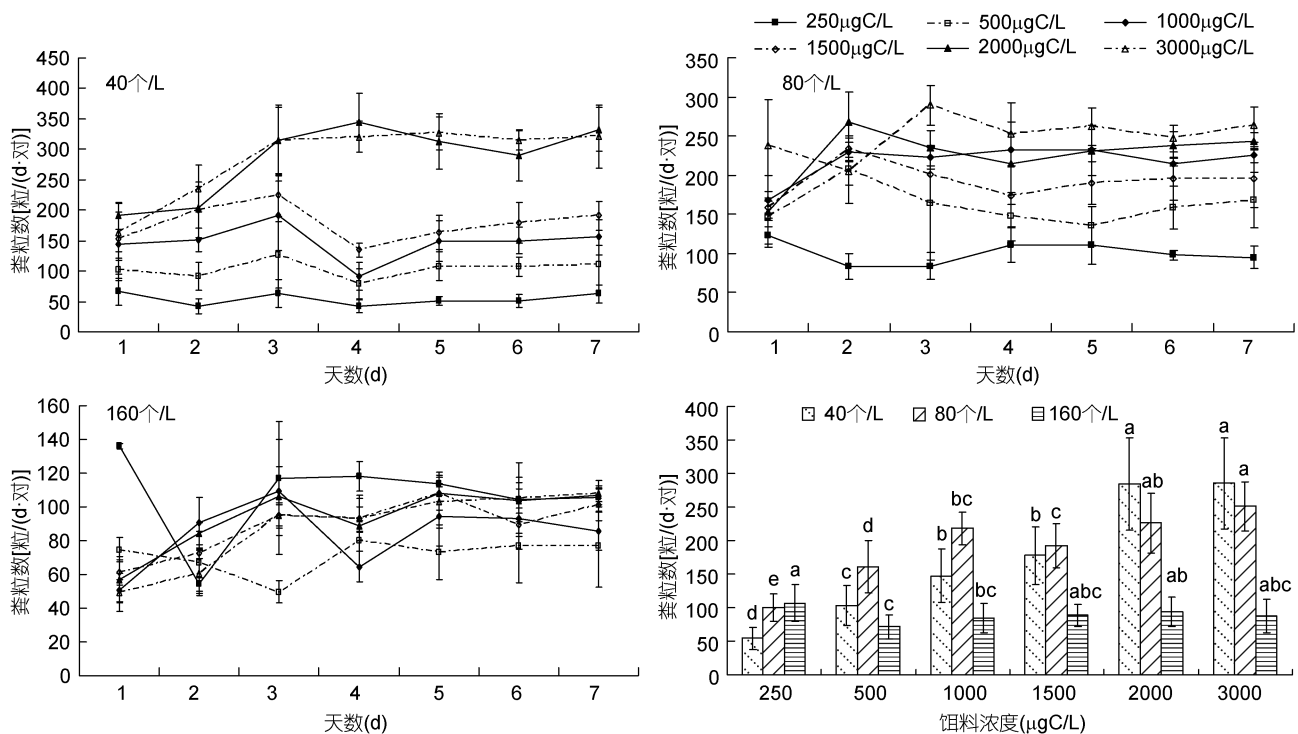 250μgC/L 500μgC/L 1000μgC/L
1500μgC/L 2000μgC/L 3000μgC/L
40个/L
450
400
350
300
250
200
150
100
50
0
粪粒数[粒/(d·对)]
1 2 3 4 5 6 7
天数(d)
80个/L
350
300
250
200
150
100
50
0
粪粒数[粒/(d·对)]
1 2 3 4 5 6 7
天数(d)
160个/L
160
140
120
100
80
60
40
20
0
粪粒数[粒/(d·对)]
1 2 3 4 5 6 7
天数(d)
40个/L 80个/L 160个/L
400
350
300
250
200
150
100
50
0
粪粒数[粒/(d·对)]
d e a
c d c
b bc bc
b c abc
a ab ab
a a abc
250 500 1000 1500 2000 3000
饵料浓度(μgC/L)